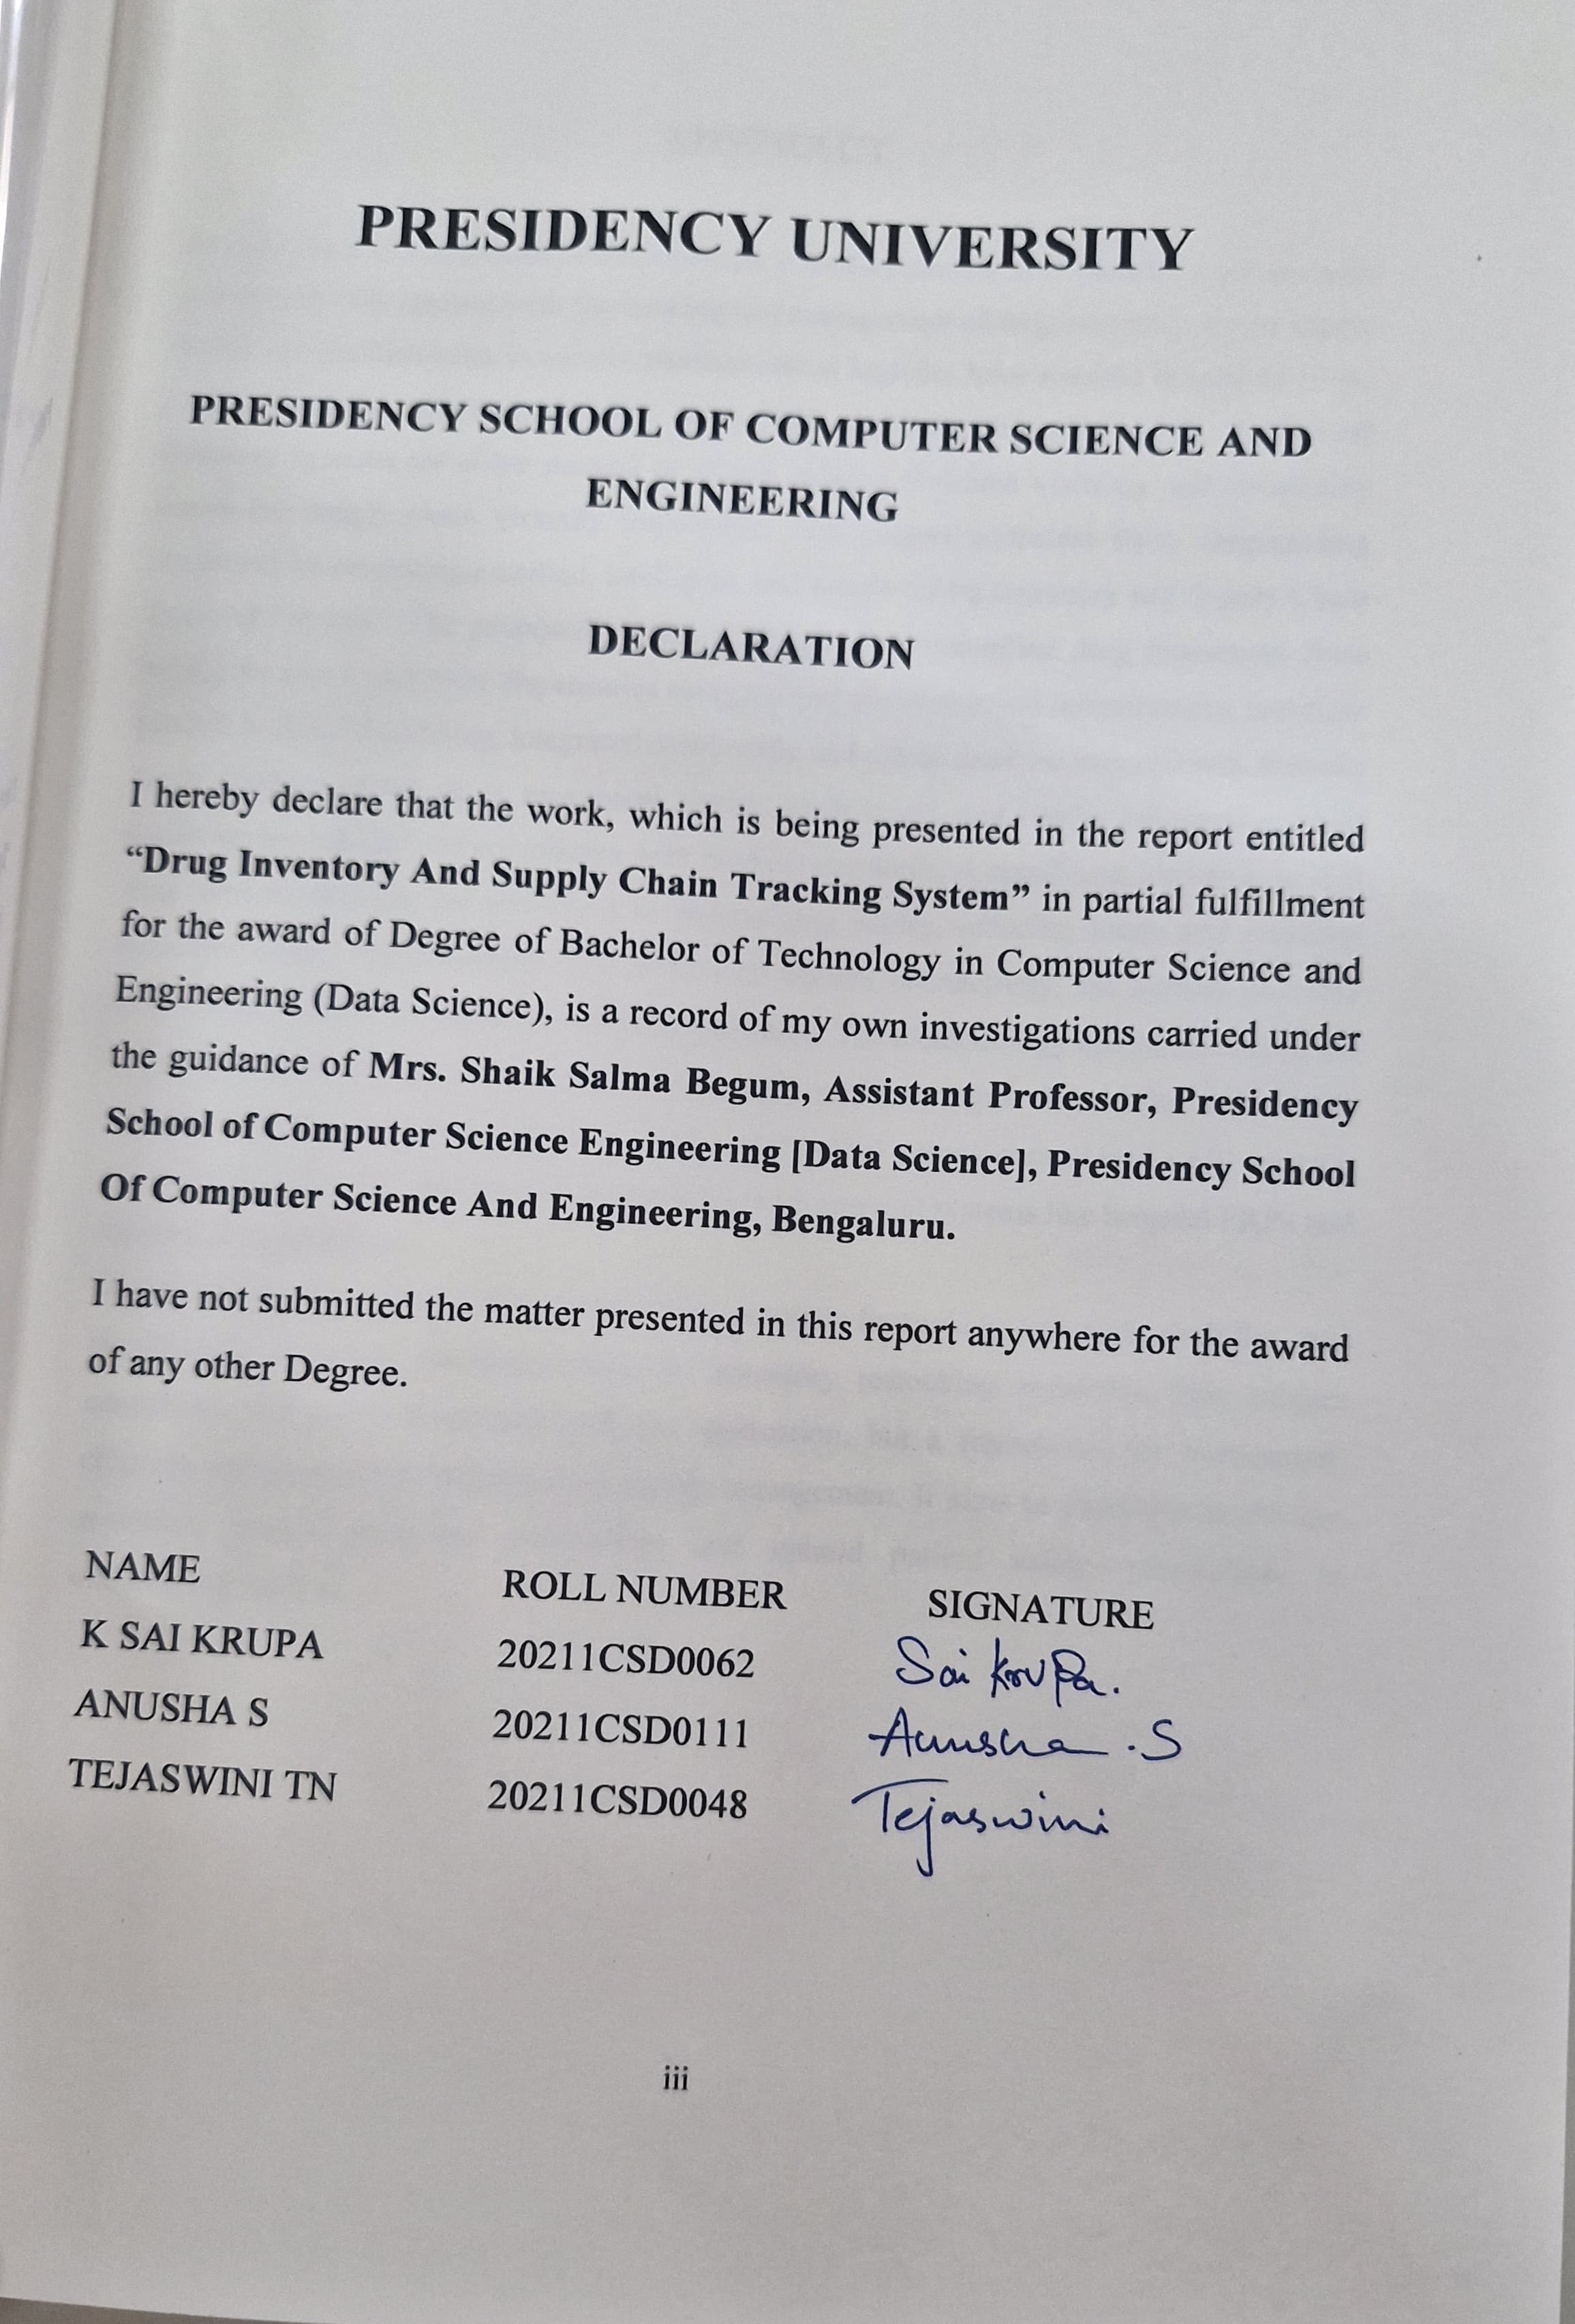 PRESIDENCY UNIVERSITY
PRESIDENCY SCHOOL OF COMPUTER SCIENCE AND
ENGINEERING
DECLARATION
I hereby declare that the work, which is being presented in the report entitled
“Drug Inventory And Supply Chain Tracking System” in partial fulfillment
for the award of Degree of Bachelor of Technology in Computer Science and
Engineering (Data Science), is a record of my own investigations carried under
the guidance of Mrs. Shaik Salma Begum, Assistant Professor, Presidency
School of Computer Science Engineering [Data Science], Presidency School
Of Computer Science And Engineering, Bengaluru.
I have not submitted the matter presented in this report anywhere for the award
of any other Degree.
NAME ROLL NUMBER SIGNATURE
K SAI KRUPA 20211CSD0062 Sai Krupa.
ANUSHA S 20211CSD0111 Anusha .S
TEJASWINI TN 20211CSD0048 Tejaswini
iii